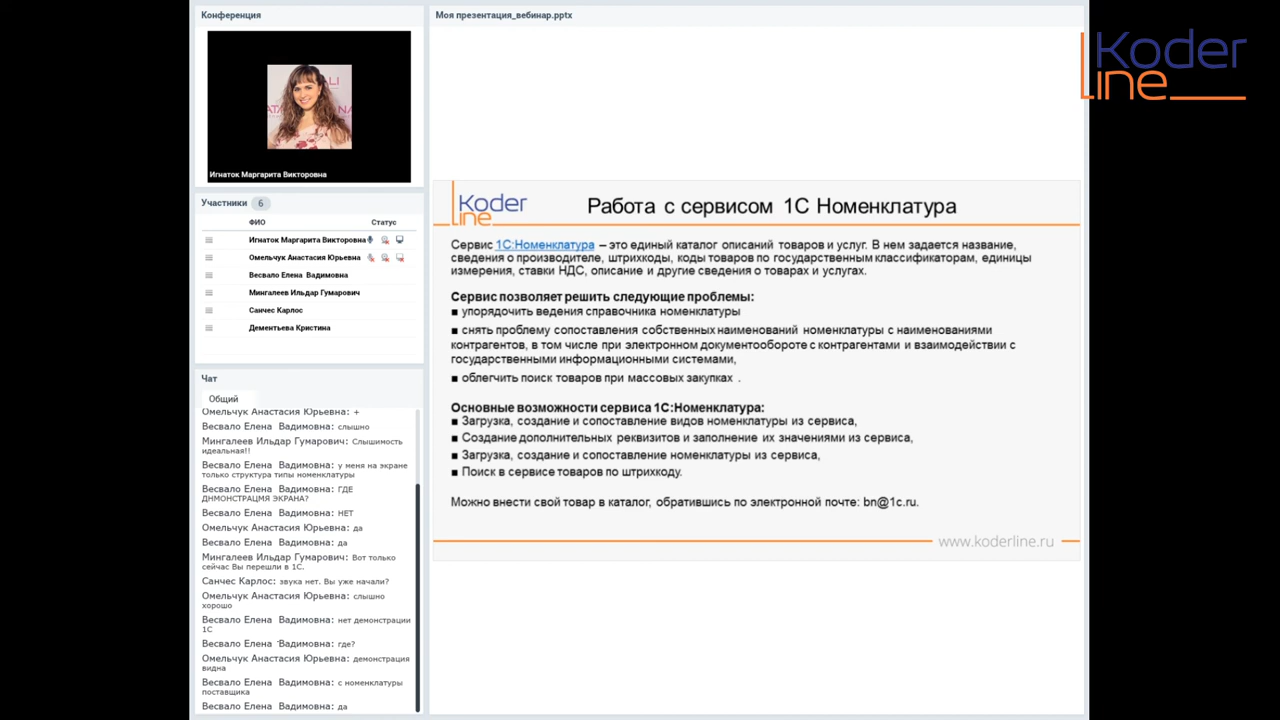 Конференция
Игнаток Маргарита Викторовна
Участники 6
ФИО Статус
Игнаток Маргарита Викторовна
Омельчук Анастасия Юрьевна
Весвало Елена Вадимовна
Мингалеев Ильдар Гумарович
Санчес Карлос
Дементьева Кристина
Чат
Общий
Омельчук Анастасия Юрьевна: +
Весвало Елена Вадимовна: слышно
Мингалеев Ильдар Гумарович: Слышимость
идеальная!!
Весвало Елена Вадимовна: у меня на экране
только структура типы номенклатуры
Весвало Елена Вадимовна: ГДЕ
ДНМОНСТРАЦМЯ ЭКРАНА?
Весвало Елена Вадимовна: НЕТ
Омельчук Анастасия Юрьевна: да
Весвало Елена Вадимовна: да
Мингалеев Ильдар Гумарович: Вот только
сейчас Вы перешли в 1С.
Санчес Карлос: звука нет. Вы уже начали?
Омельчук Анастасия Юрьевна: слышно
хорошо
Весвало Елена Вадимовна: нет демонстрации
1С
Весвало Елена Вадимовна: где?
Омельчук Анастасия Юрьевна: демонстрация
видна
Весвало Елена Вадимовна: с номенклатуры
поставщика
Весвало Елена Вадимовна: да
Моя презентация_вебинар.pptx
Koder
line
Koder
line
Работа с сервисом 1С Номенклатура
Сервис 1С:Номенклатура – это единый каталог описаний товаров и услуг. В нем задается название,
сведения о производителе, штрихкоды, коды товаров по государственным классификаторам, единицы
измерения, ставки НДС, описание и другие сведения о товарах и услугах.
Сервис позволяет решить следующие проблемы:
■ упорядочить ведения справочника номенклатуры
■ снять проблему сопоставления собственных наименований номенклатуры с наименованиями
контрагентов, в том числе при электронном документообороте с контрагентами и взаимодействии с
государственными информационными системами,
■ облегчить поиск товаров при массовых закупках .
Основные возможности сервиса 1С:Номенклатура:
■ Загрузка, создание и сопоставление видов номенклатуры из сервиса,
■ Создание дополнительных реквизитов и заполнение их значениями из сервиса,
■ Загрузка, создание и сопоставление номенклатуры из сервиса,
■ Поиск в сервисе товаров по штрихкоду.
Можно внести свой товар в каталог, обратившись по электронной почте: bn@1c.ru.
www.koderline.ru